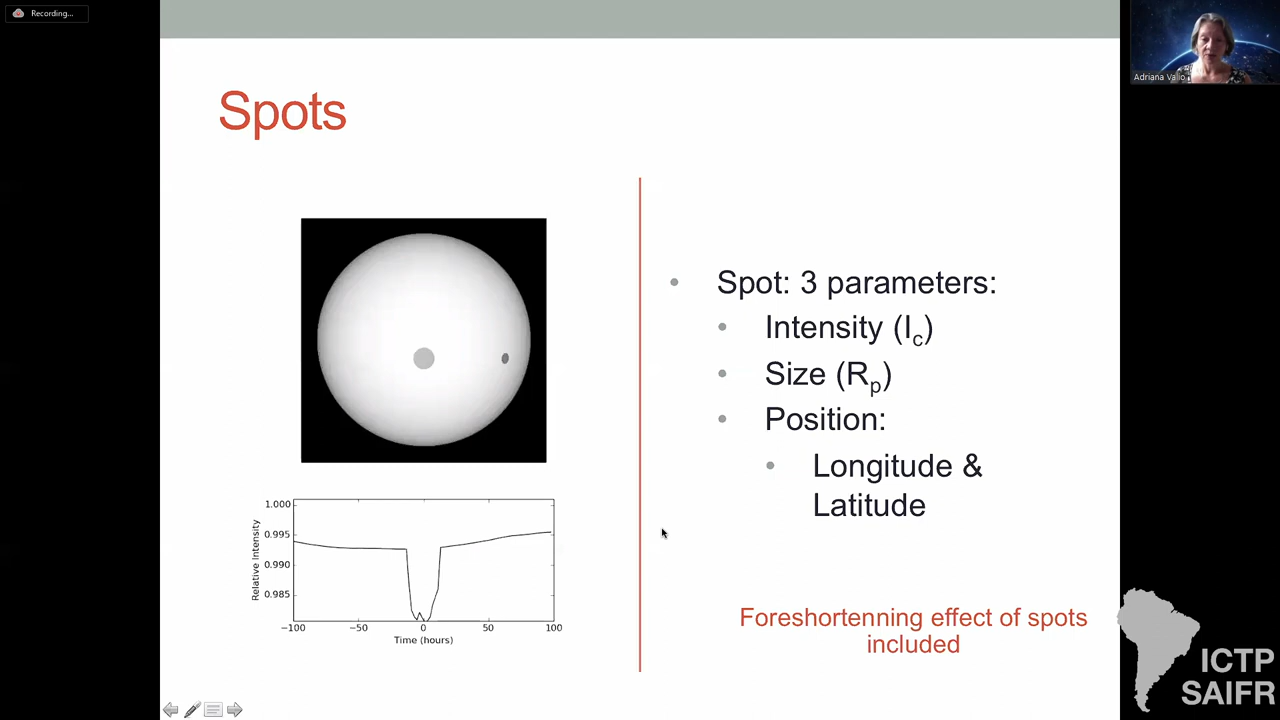 Recording...
Adriana Valio
Spots
Spot: 3 parameters:
Intensity (Ic)
Size (Rp)
Position:
Longitude &
Latitude
1.000
0.995
0.990
0.985
Relative Intensity
−100
−50
0
50
100
Time (hours)
Foreshortenning effect of spots
included
ICTP
SAIFR